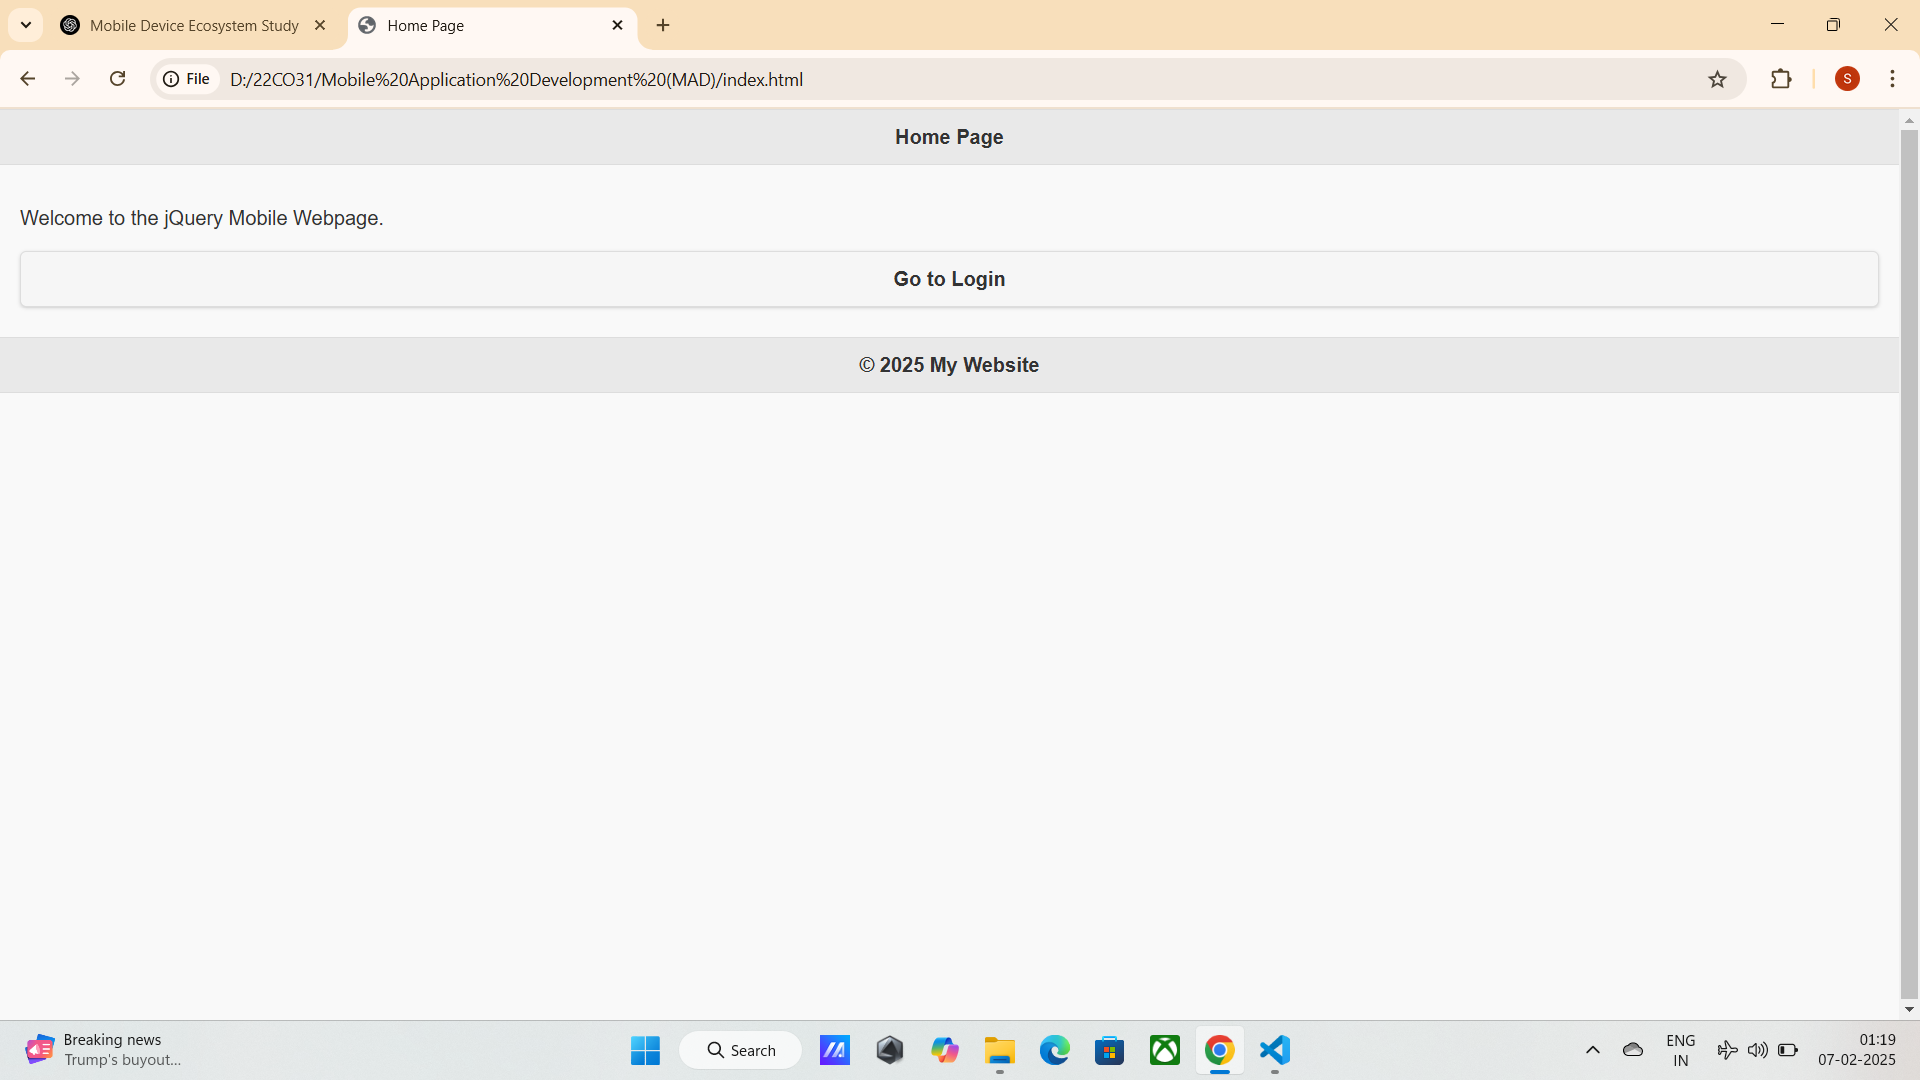 Mobile Device Ecosystem Study
Home Page
File
D:/22CO31/Mobile%20Application%20Development%20(MAD)/index.html
S
Home Page
Welcome to the jQuery Mobile Webpage.
Go to Login
© 2025 My Website
Breaking news
Trump's buyout...
Search
ENG
IN
01:19
07-02-2025